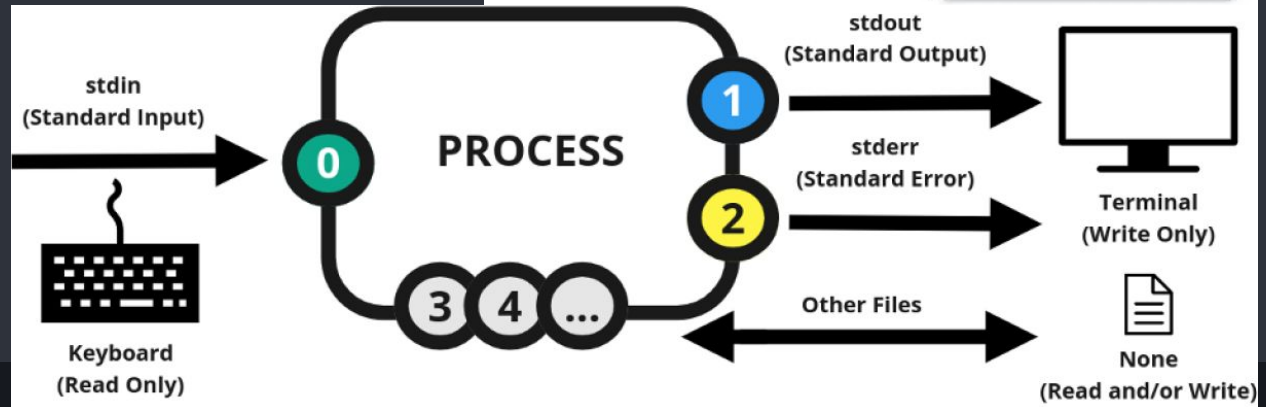 stdin
(Standard Input)
0
Keyboard
(Read Only)
PROCESS
3
4
...
1
2
stdout
(Standard Output)
stderr
(Standard Error)
Other Files
Terminal
(Write Only)
None
(Read and/or Write)